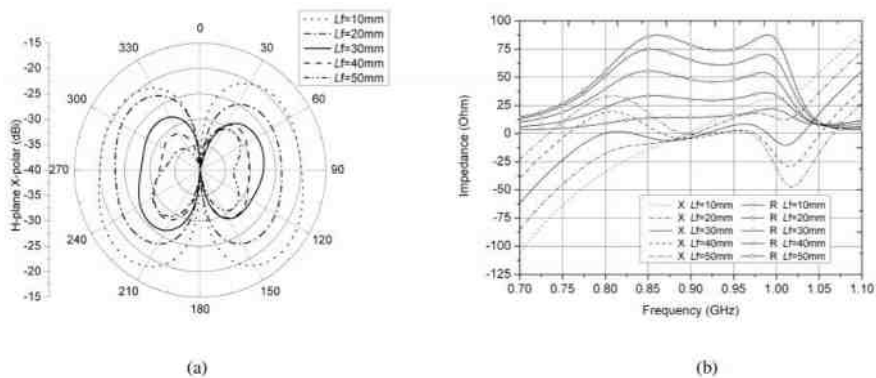 Lf=10mm
Lf=20mm
Lf=30mm
Lf=40mm
Lf=50mm
H-plane X-polar (dBi)
-15
-20
-25
-30
-35
-40
-35
-30
-25
-20
-15
0
30
60
90
120
150
180
210
240
270
300
330
(a)
Impedance (Ohm)
100
75
50
25
0
-25
-50
-75
-100
-125
X Lf=10mm R Lf=10mm
X Lf=20mm R Lf=20mm
X Lf=30mm R Lf=30mm
X Lf=40mm R Lf=40mm
X Lf=50mm R Lf=50mm
0.70 0.75 0.80 0.85 0.90 0.95 1.00 1.05 1.10
Frequency (GHz)
(b)